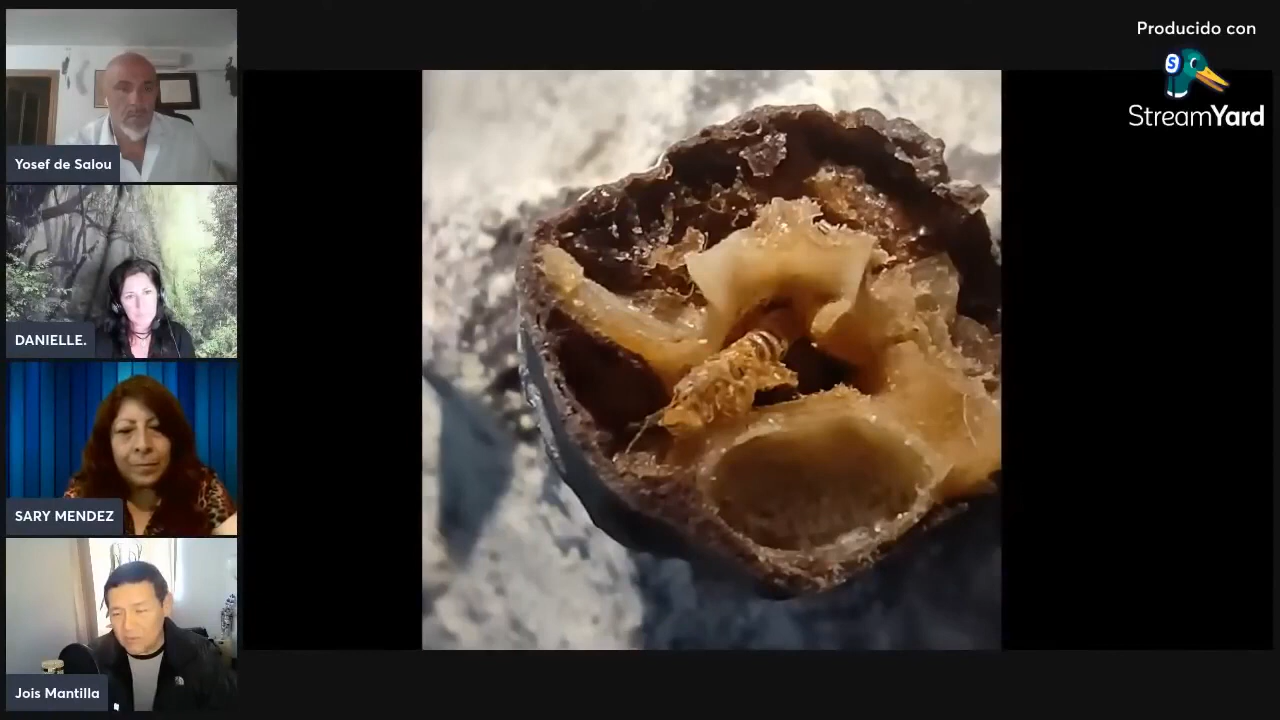 Producido con
StreamYard
Yosef de Salou
DANIELLE.
SARY MENDEZ
Jois Mantilla